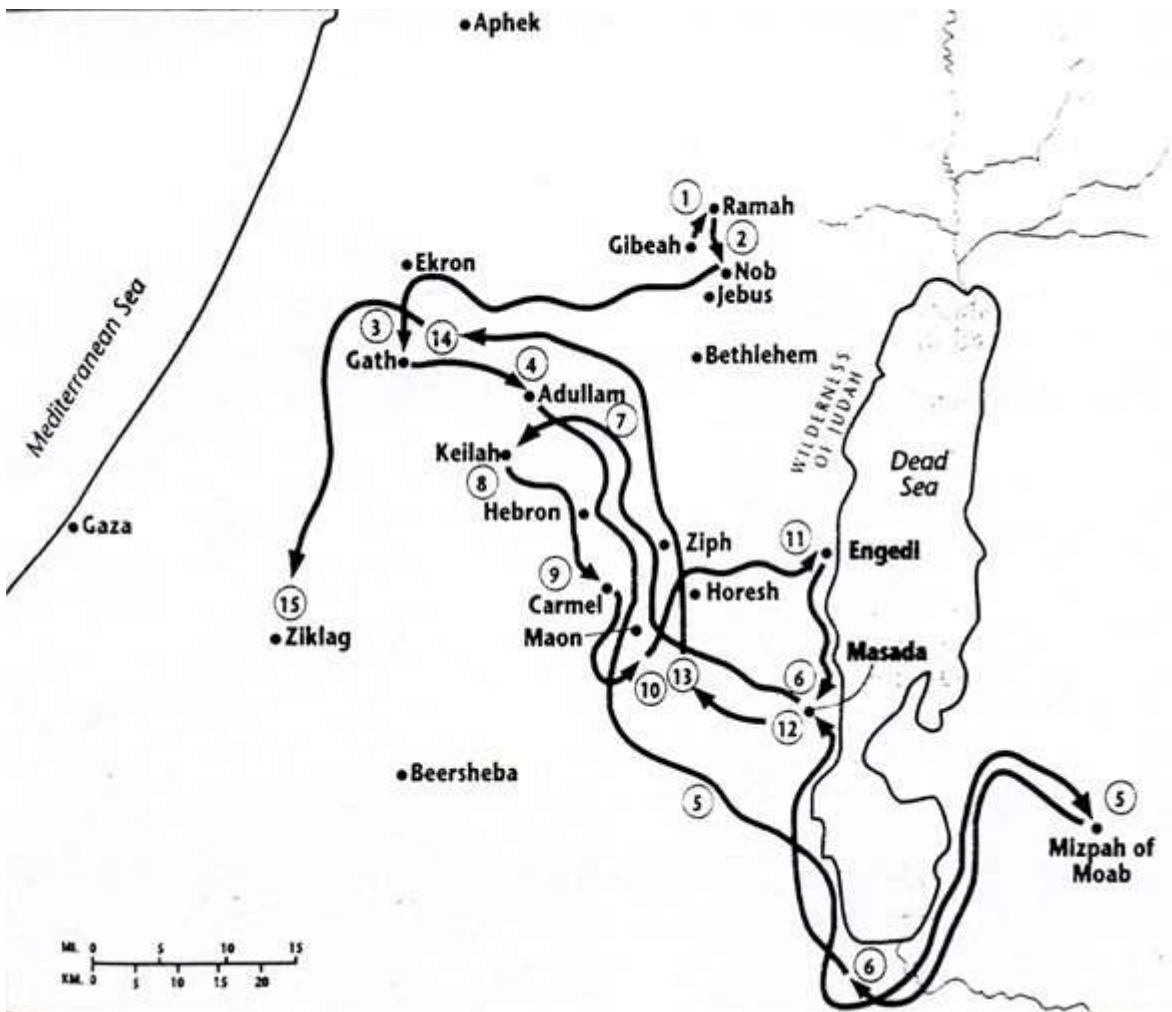 Aphek
1
Ramah
2
Gibeah
Nob
Jebus
Ekron
Mediterranean Sea
3
14
Gath
Bethlehem
4
Adullam
7
WILDERNESS
OF JUDAH
Dead
Sea
Keilah
8
Hebron
Gaza
Ziph
11
Engedi
9
Carmel
Horesh
15
Ziklag
Maon
Masada
10
13
6
12
Beersheba
5
5
Mizpah of
Moab
6
MI. 0 5 10 15
KM. 0 5 10 15 20